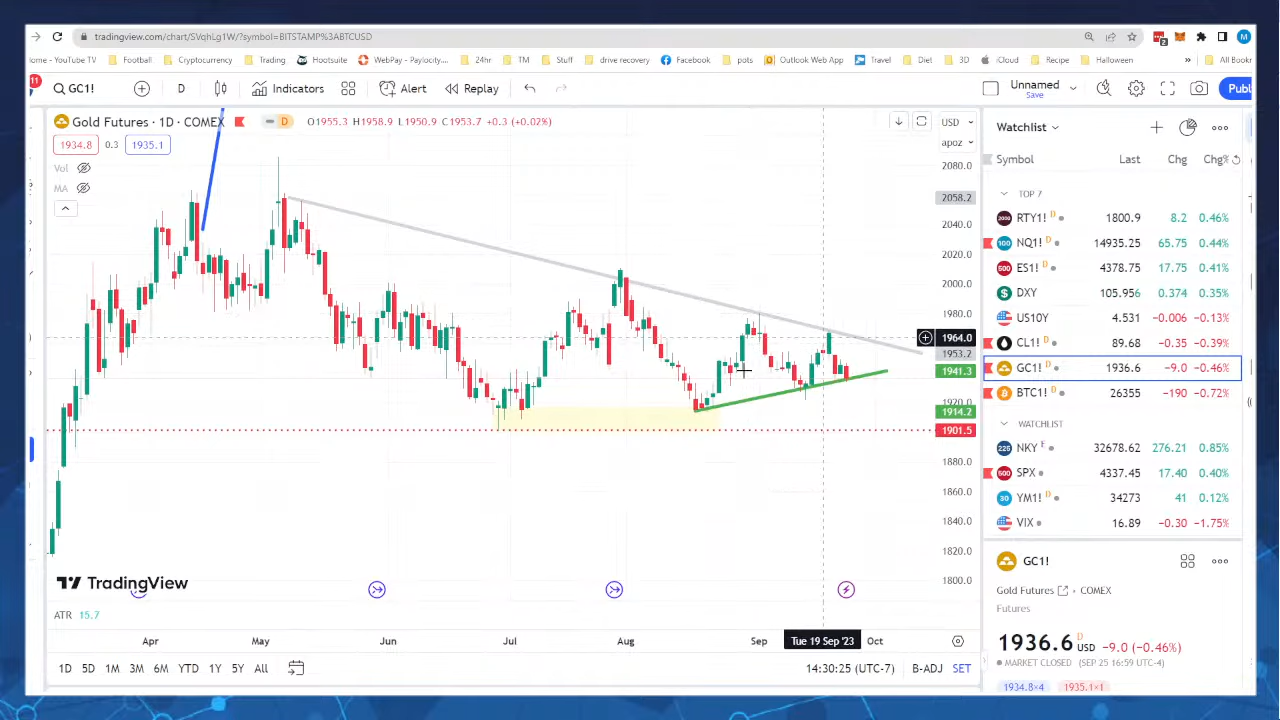 tradingview.com/chart/SVqhLg1W/?symbol=BITSTAMP%3ABTCUSD
ome - YouTube TV Football Cryptocurrency Trading Hootsuite WebPay - Paylocity... 24hr TM Stuff drive recovery Facebook pots Outlook Web App Travel Diet 3D iCloud Recipe Halloween » All Bookr
11 GC1! D Indicators Alert Replay Unnamed Save Publ
Gold Futures · 1D · COMEX D O1955.3 H1958.9 L1950.9 C1953.7 +0.3 (+0.02%)
USD
apoz
1934.8 0.3 1935.1
Vol
MA
2080.0
2058.2
2040.0
2020.0
2000.0
1980.0
1964.0
1953.2
1941.3
1920.0
1914.2
1901.5
1880.0
1860.0
1840.0
1820.0
1800.0
TradingView
ATR 15.7
Apr May Jun Jul Aug Sep Tue 19 Sep '23 Oct
1D 5D 1M 3M 6M YTD 1Y 5Y All 14:30:25 (UTC-7) B-ADJ SET
Watchlist
Symbol Last Chg Chg%
TOP 7
RTY1! D 1800.9 8.2 0.46%
NQ1! D 14935.25 65.75 0.44%
ES1! D 4378.75 17.75 0.41%
DXY 105.956 0.374 0.35%
US10Y 4.531 −0.006 −0.13%
CL1! D 89.68 −0.35 −0.39%
GC1! D 1936.6 −9.0 −0.46%
BTC1! D 26355 −190 −0.72%
WATCHLIST
NKY E 32678.62 276.21 0.85%
SPX 4337.45 17.40 0.40%
YM1! D 34273 41 0.12%
VIX 16.89 −0.30 −1.75%
GC1!
Gold Futures • COMEX
Futures
1936.6 D USD −9.0 (−0.46%)
MARKET CLOSED (SEP 25 16:59 UTC-4)
1934.8×4 1935.1×1